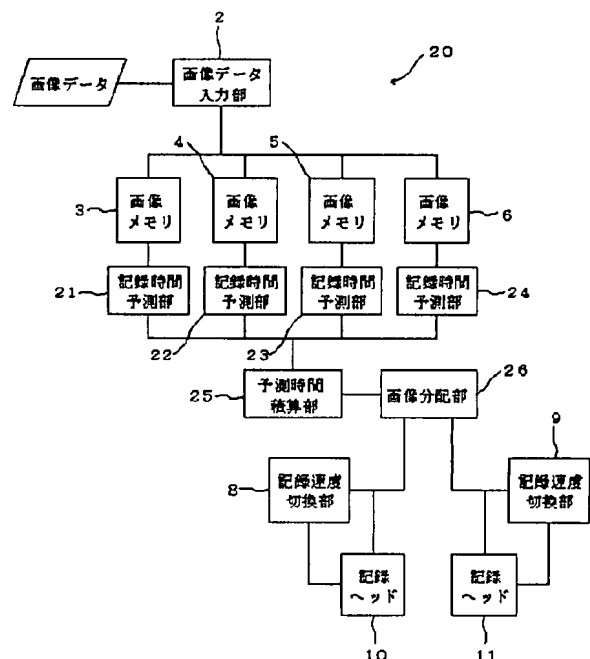 2
20
画像データ
画像データ
入力部
4
5
3
画像
メモリ
画像
メモリ
画像
メモリ
画像
メモリ
6
21
記録時間
予測部
記録時間
予測部
記録時間
予測部
記録時間
予測部
24
22
23
25
予測時間
積算部
画像分配部
26
9
8
記録速度
切換部
記録速度
切換部
記録
ヘッド
記録
ヘッド
10
11